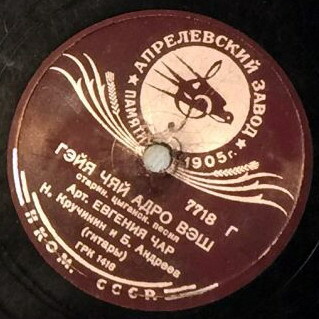 АПРЕЛЕВСКИЙ ЗАВОД
ПАМЯТИ 1905 г.
7718 Г
ГЭЙЯ ЧЯЙ АДРО ВЭШ
старин. цыганск. песня
Арт. ЕВГЕНИЯ ЧАР
Н. Кручинин и Б. Андреев
(гитары)
ГРК 1418
Н.К.О.М. СССР